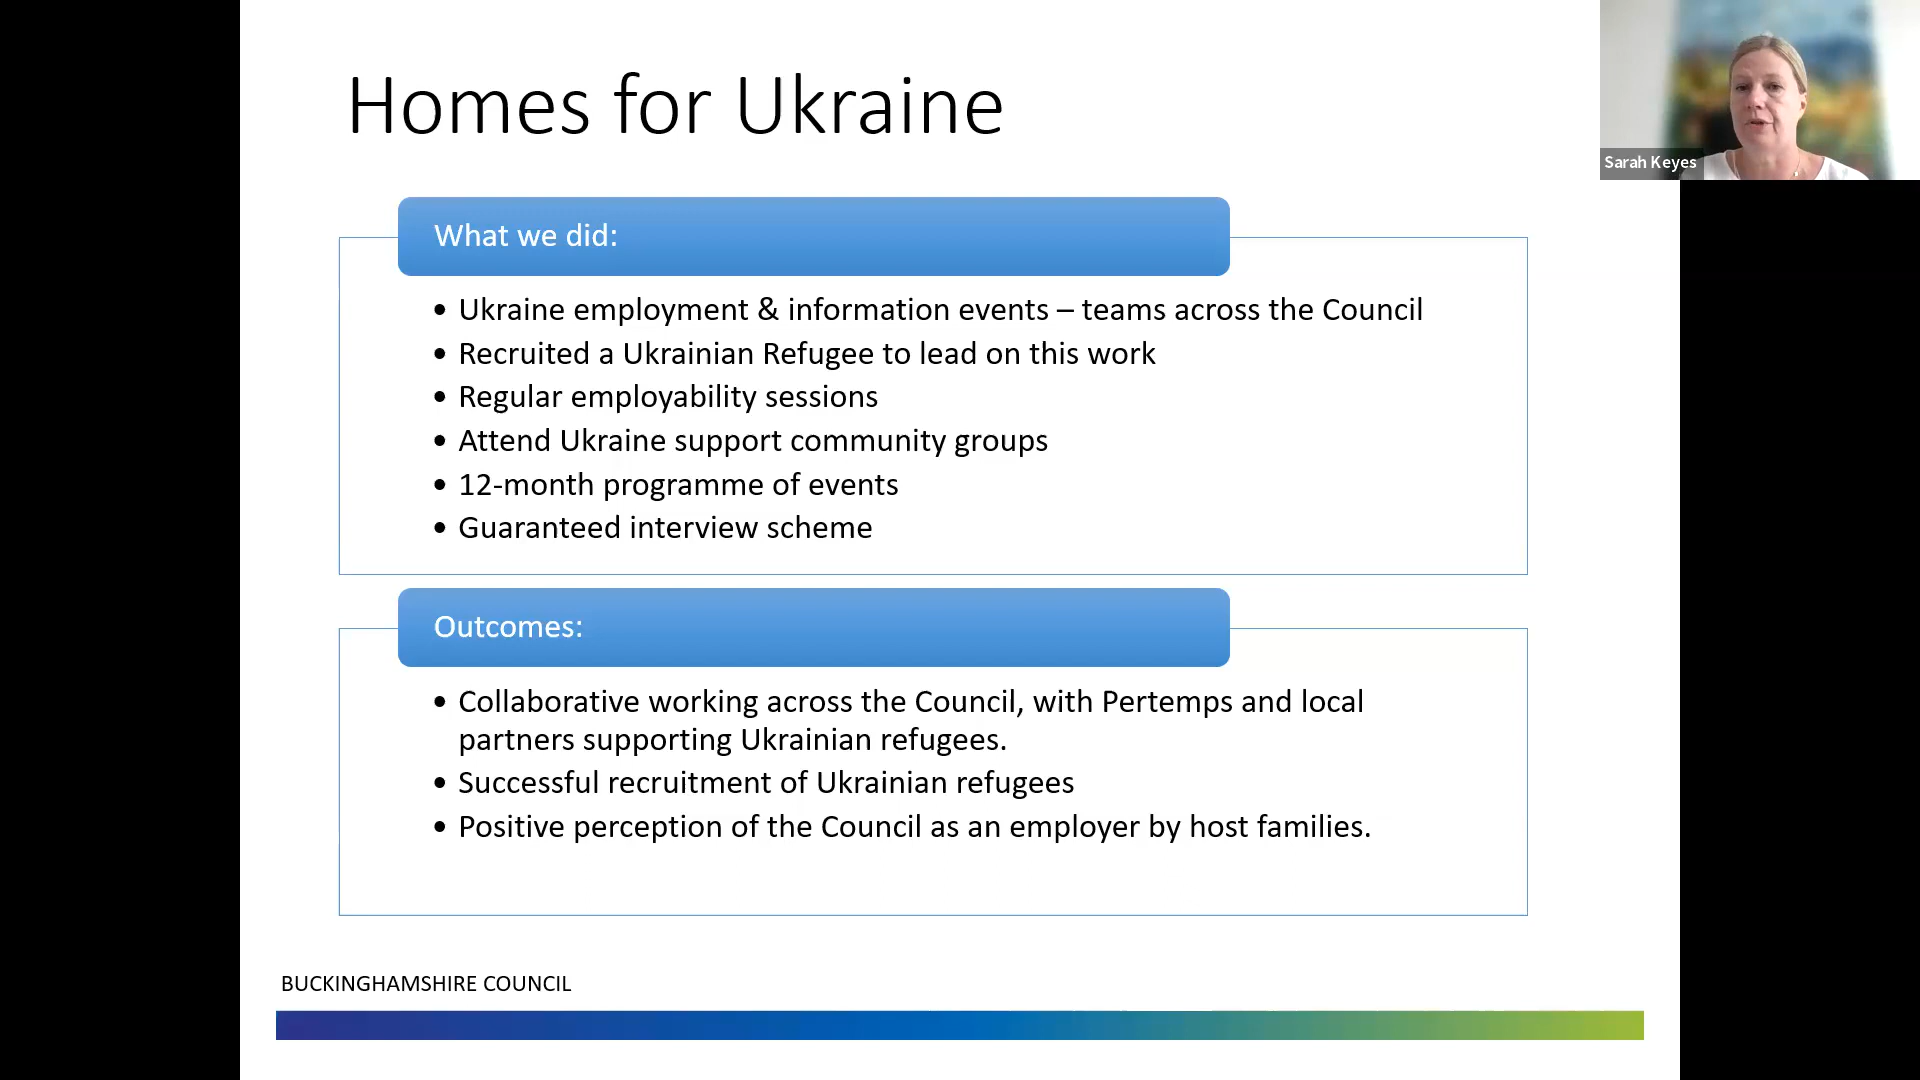 Homes for Ukraine
Sarah Keyes
What we did:
• Ukraine employment & information events – teams across the Council
• Recruited a Ukrainian Refugee to lead on this work
• Regular employability sessions
• Attend Ukraine support community groups
• 12-month programme of events
• Guaranteed interview scheme
Outcomes:
• Collaborative working across the Council, with Pertemps and local
partners supporting Ukrainian refugees.
• Successful recruitment of Ukrainian refugees
• Positive perception of the Council as an employer by host families.
BUCKINGHAMSHIRE COUNCIL